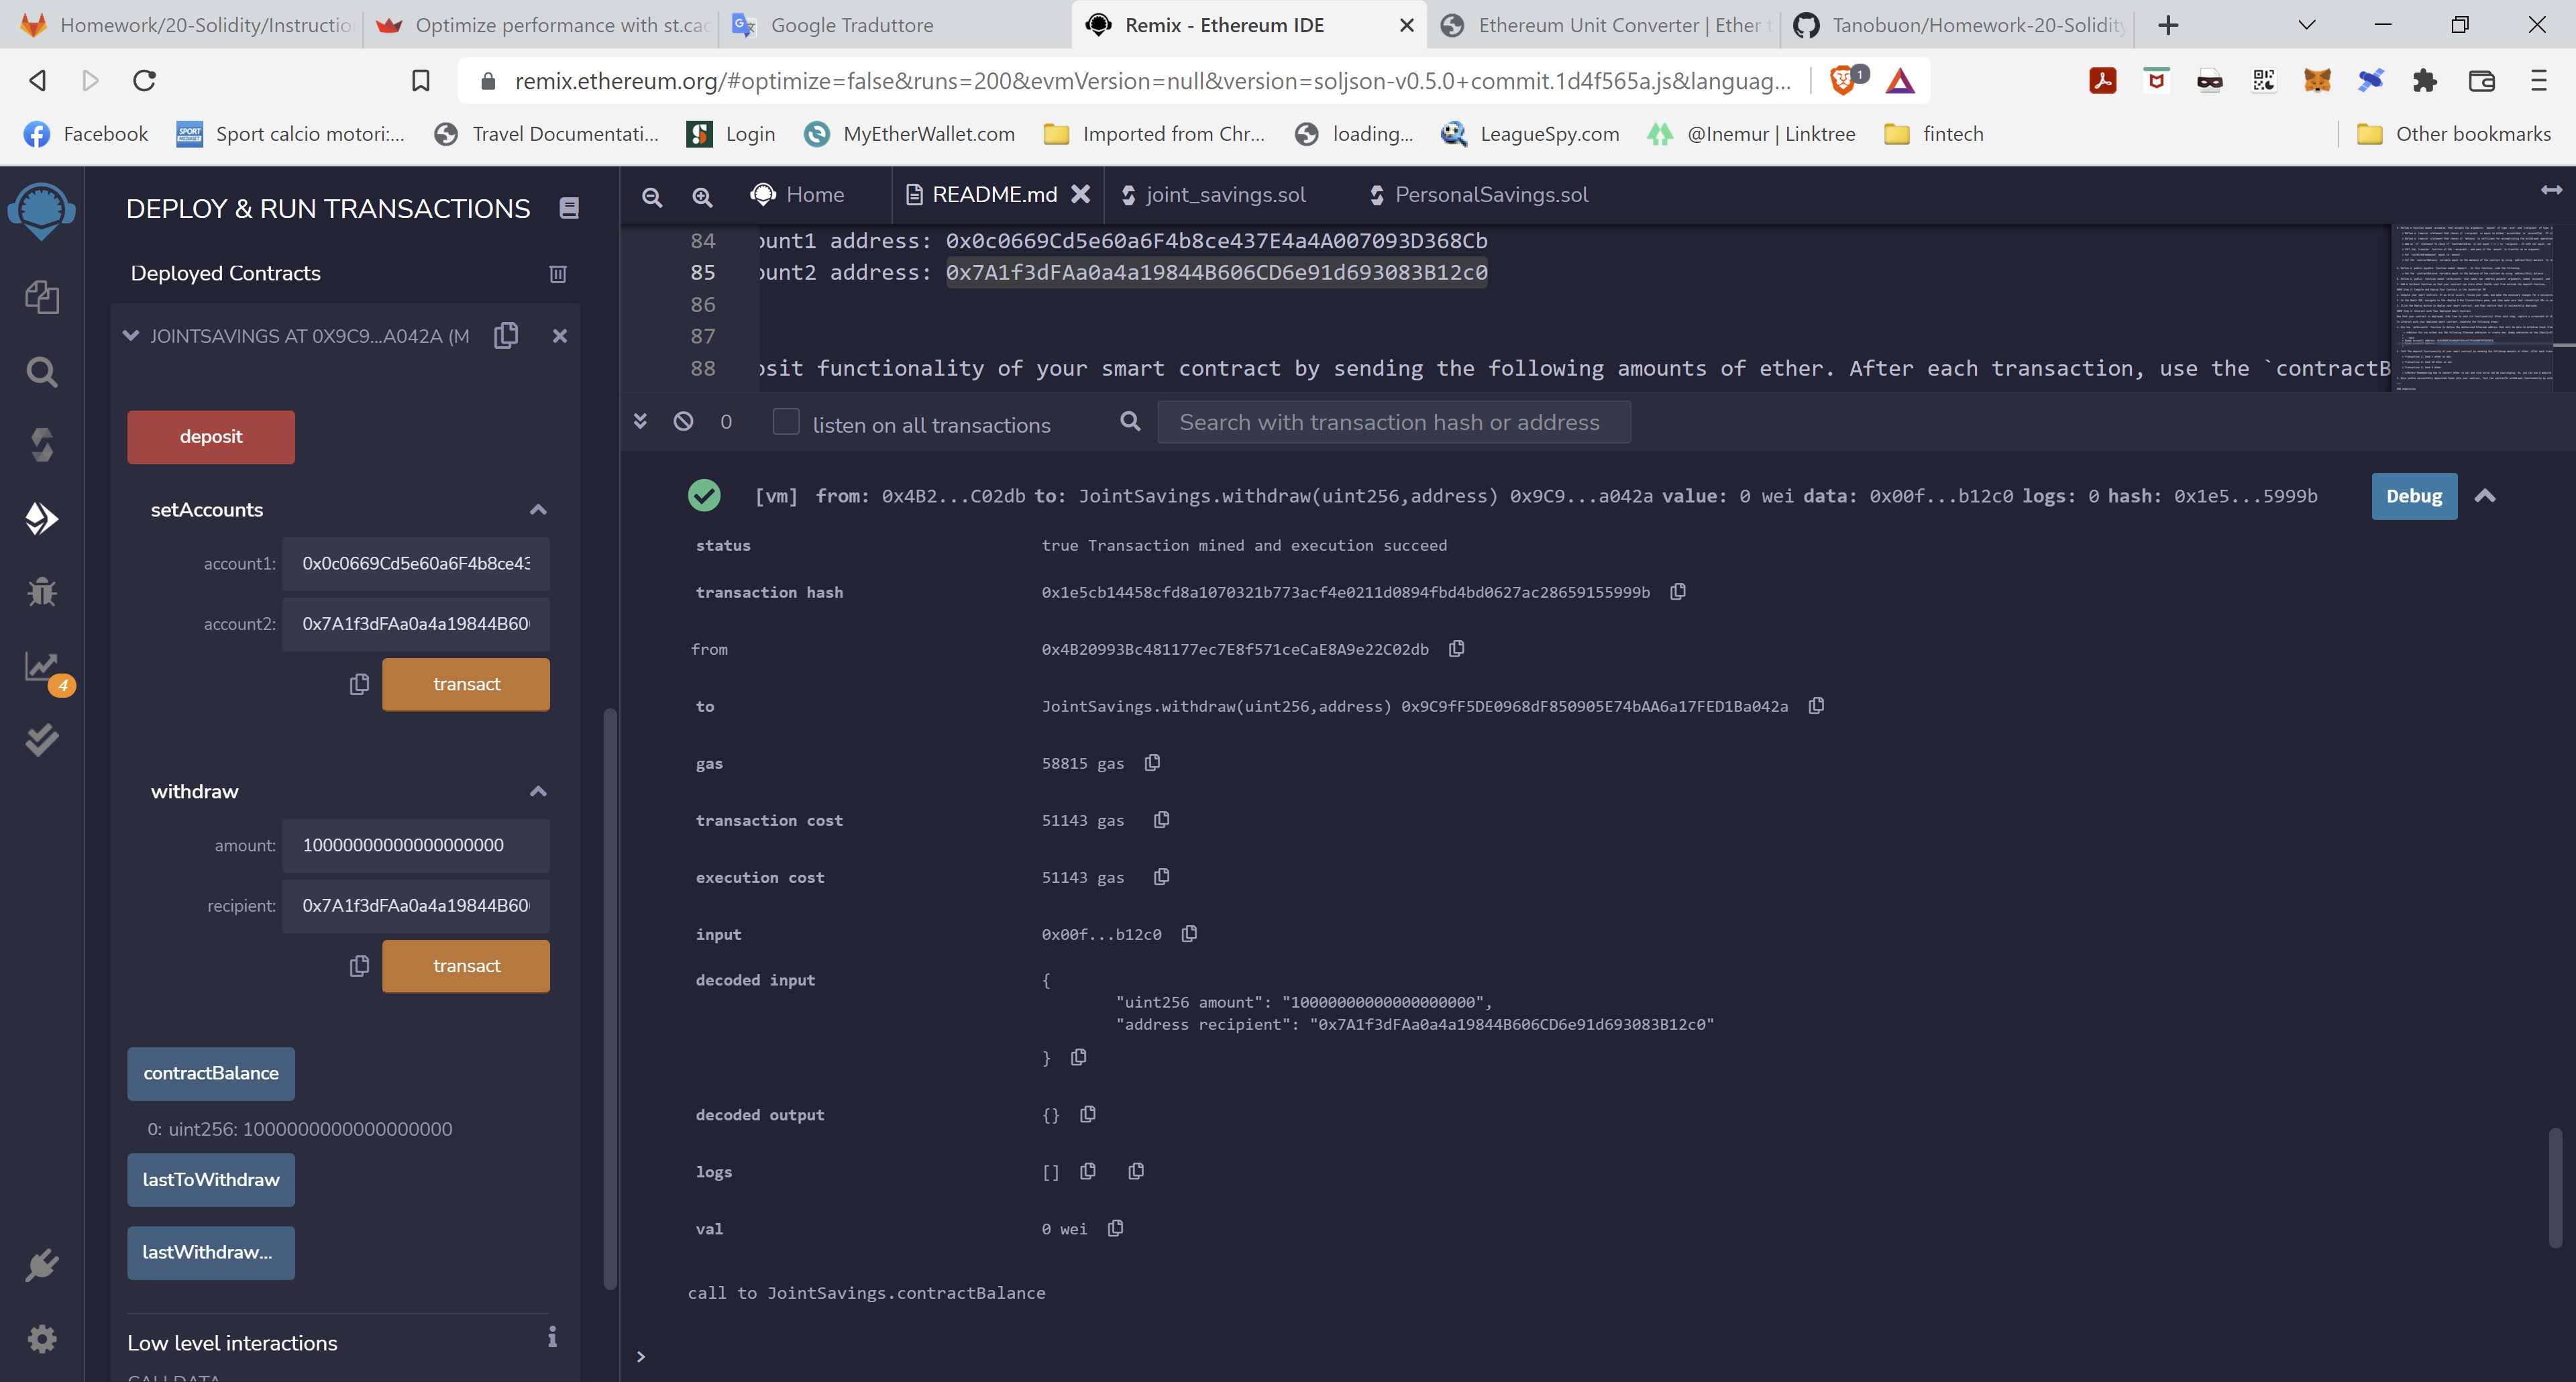 Homework/20-Solidity/Instructio
Optimize performance with st.cac
Google Traduttore
Remix - Ethereum IDE
Ethereum Unit Converter | Ether t
Tanobuon/Homework-20-Solidity
remix.ethereum.org/#optimize=false&runs=200&evmVersion=null&version=soljson-v0.5.0+commit.1d4f565a.js&languag...
1
Facebook
Sport calcio motori:...
Travel Documentati...
Login
MyEtherWallet.com
Imported from Chr...
loading...
LeagueSpy.com
@Inemur | Linktree
fintech
Other bookmarks
DEPLOY & RUN TRANSACTIONS
Deployed Contracts
JOINTSAVINGS AT 0X9C9...A042A (M
deposit
setAccounts
account1: 0x0c0669Cd5e60a6F4b8ce43
account2: 0x7A1f3dFAa0a4a19844B60
transact
withdraw
amount: 10000000000000000000
recipient: 0x7A1f3dFAa0a4a19844B60
transact
contractBalance
0: uint256: 1000000000000000000
lastToWithdraw
lastWithdraw...
Low level interactions
CALLDATA
4
Home
README.md
joint_savings.sol
PersonalSavings.sol
84 ount1 address: 0x0c0669Cd5e60a6F4b8ce437E4a4A007093D368Cb
85 ount2 address: 0x7A1f3dFAa0a4a19844B606CD6e91d693083B12c0
86
87
88 osit functionality of your smart contract by sending the following amounts of ether. After each transaction, use the `contractB
0
listen on all transactions
Search with transaction hash or address
[vm] from: 0x4B2...C02db to: JointSavings.withdraw(uint256,address) 0x9C9...a042a value: 0 wei data: 0x00f...b12c0 logs: 0 hash: 0x1e5...5999b
Debug
status true Transaction mined and execution succeed
transaction hash 0x1e5cb14458cfd8a1070321b773acf4e0211d0894fbd4bd0627ac28659155999b
from 0x4B20993Bc481177ec7E8f571ceCaE8A9e22C02db
to JointSavings.withdraw(uint256,address) 0x9C9fF5DE0968dF850905E74bAA6a17FED1Ba042a
gas 58815 gas
transaction cost 51143 gas
execution cost 51143 gas
input 0x00f...b12c0
decoded input {
"uint256 amount": "10000000000000000000",
"address recipient": "0x7A1f3dFAa0a4a19844B606CD6e91d693083B12c0"
}
decoded output {}
logs []
val 0 wei
call to JointSavings.contractBalance
>